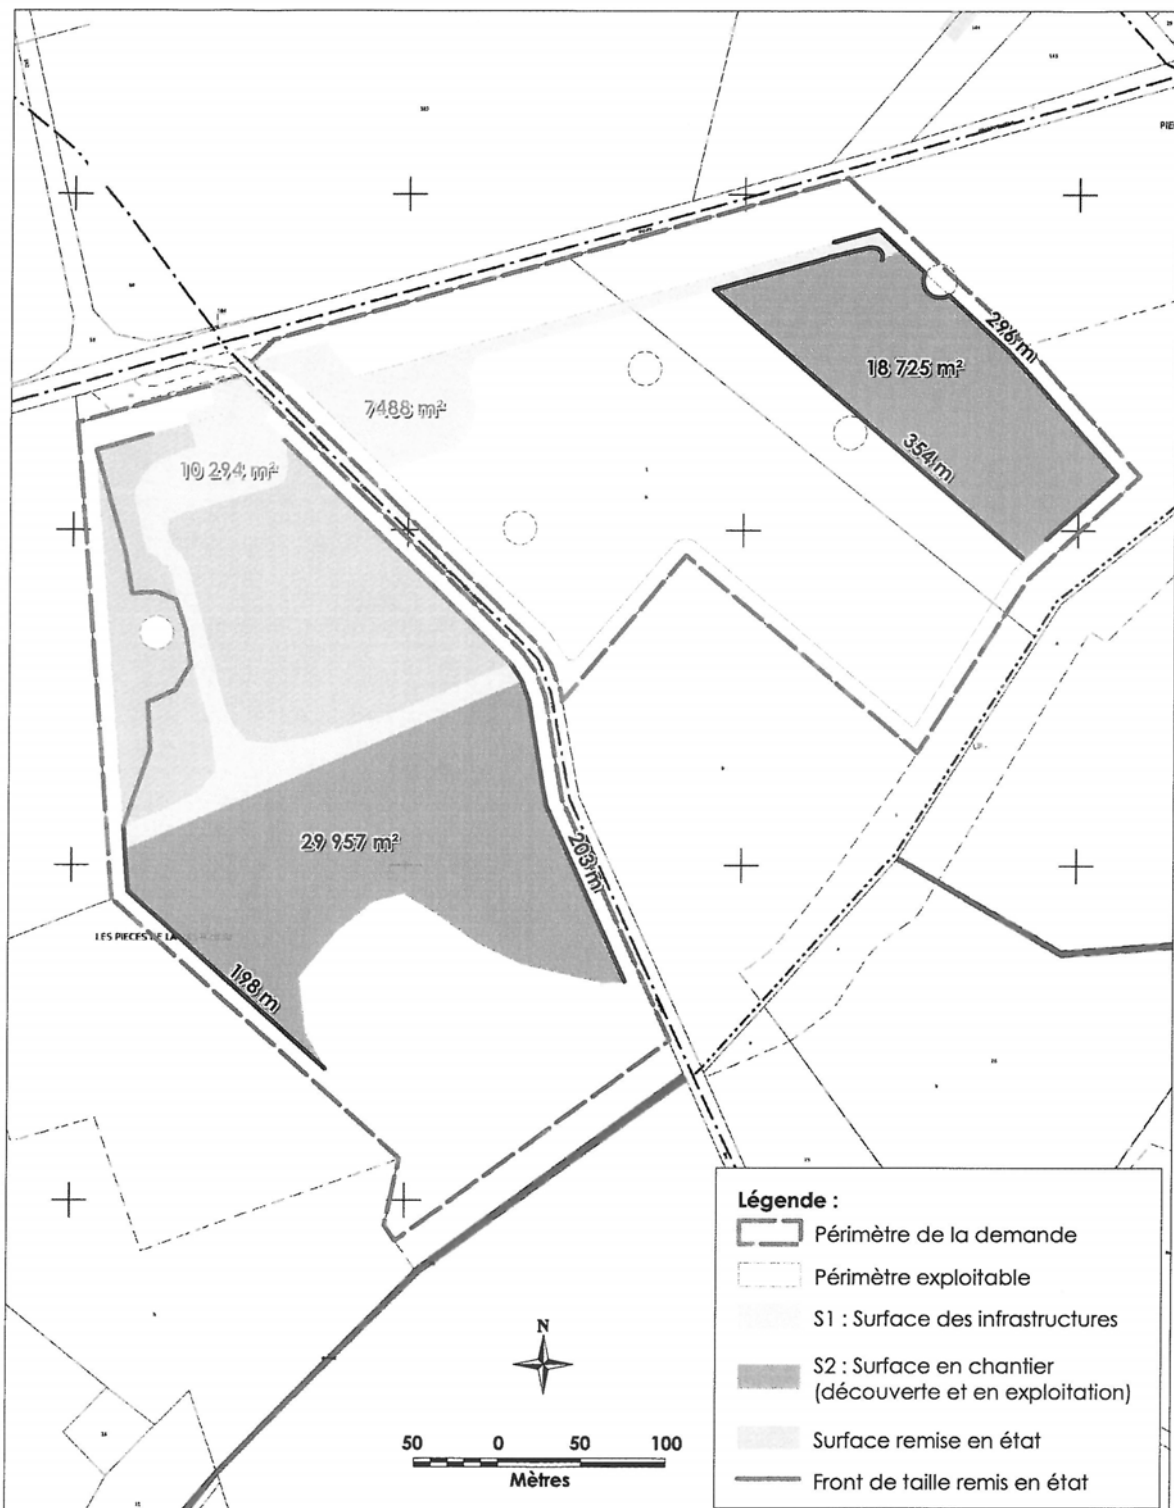 296 m
18 725 m²
7488 m²
354 m
10 294 m²
29 957 m²
203 m
LES PIECES DE LA
198 m
Légende :
Périmètre de la demande
Périmètre exploitable
S1 : Surface des infrastructures
S2 : Surface en chantier
(découverte et en exploitation)
Surface remise en état
Front de taille remis en état
N
50 0 50 100
Mètres